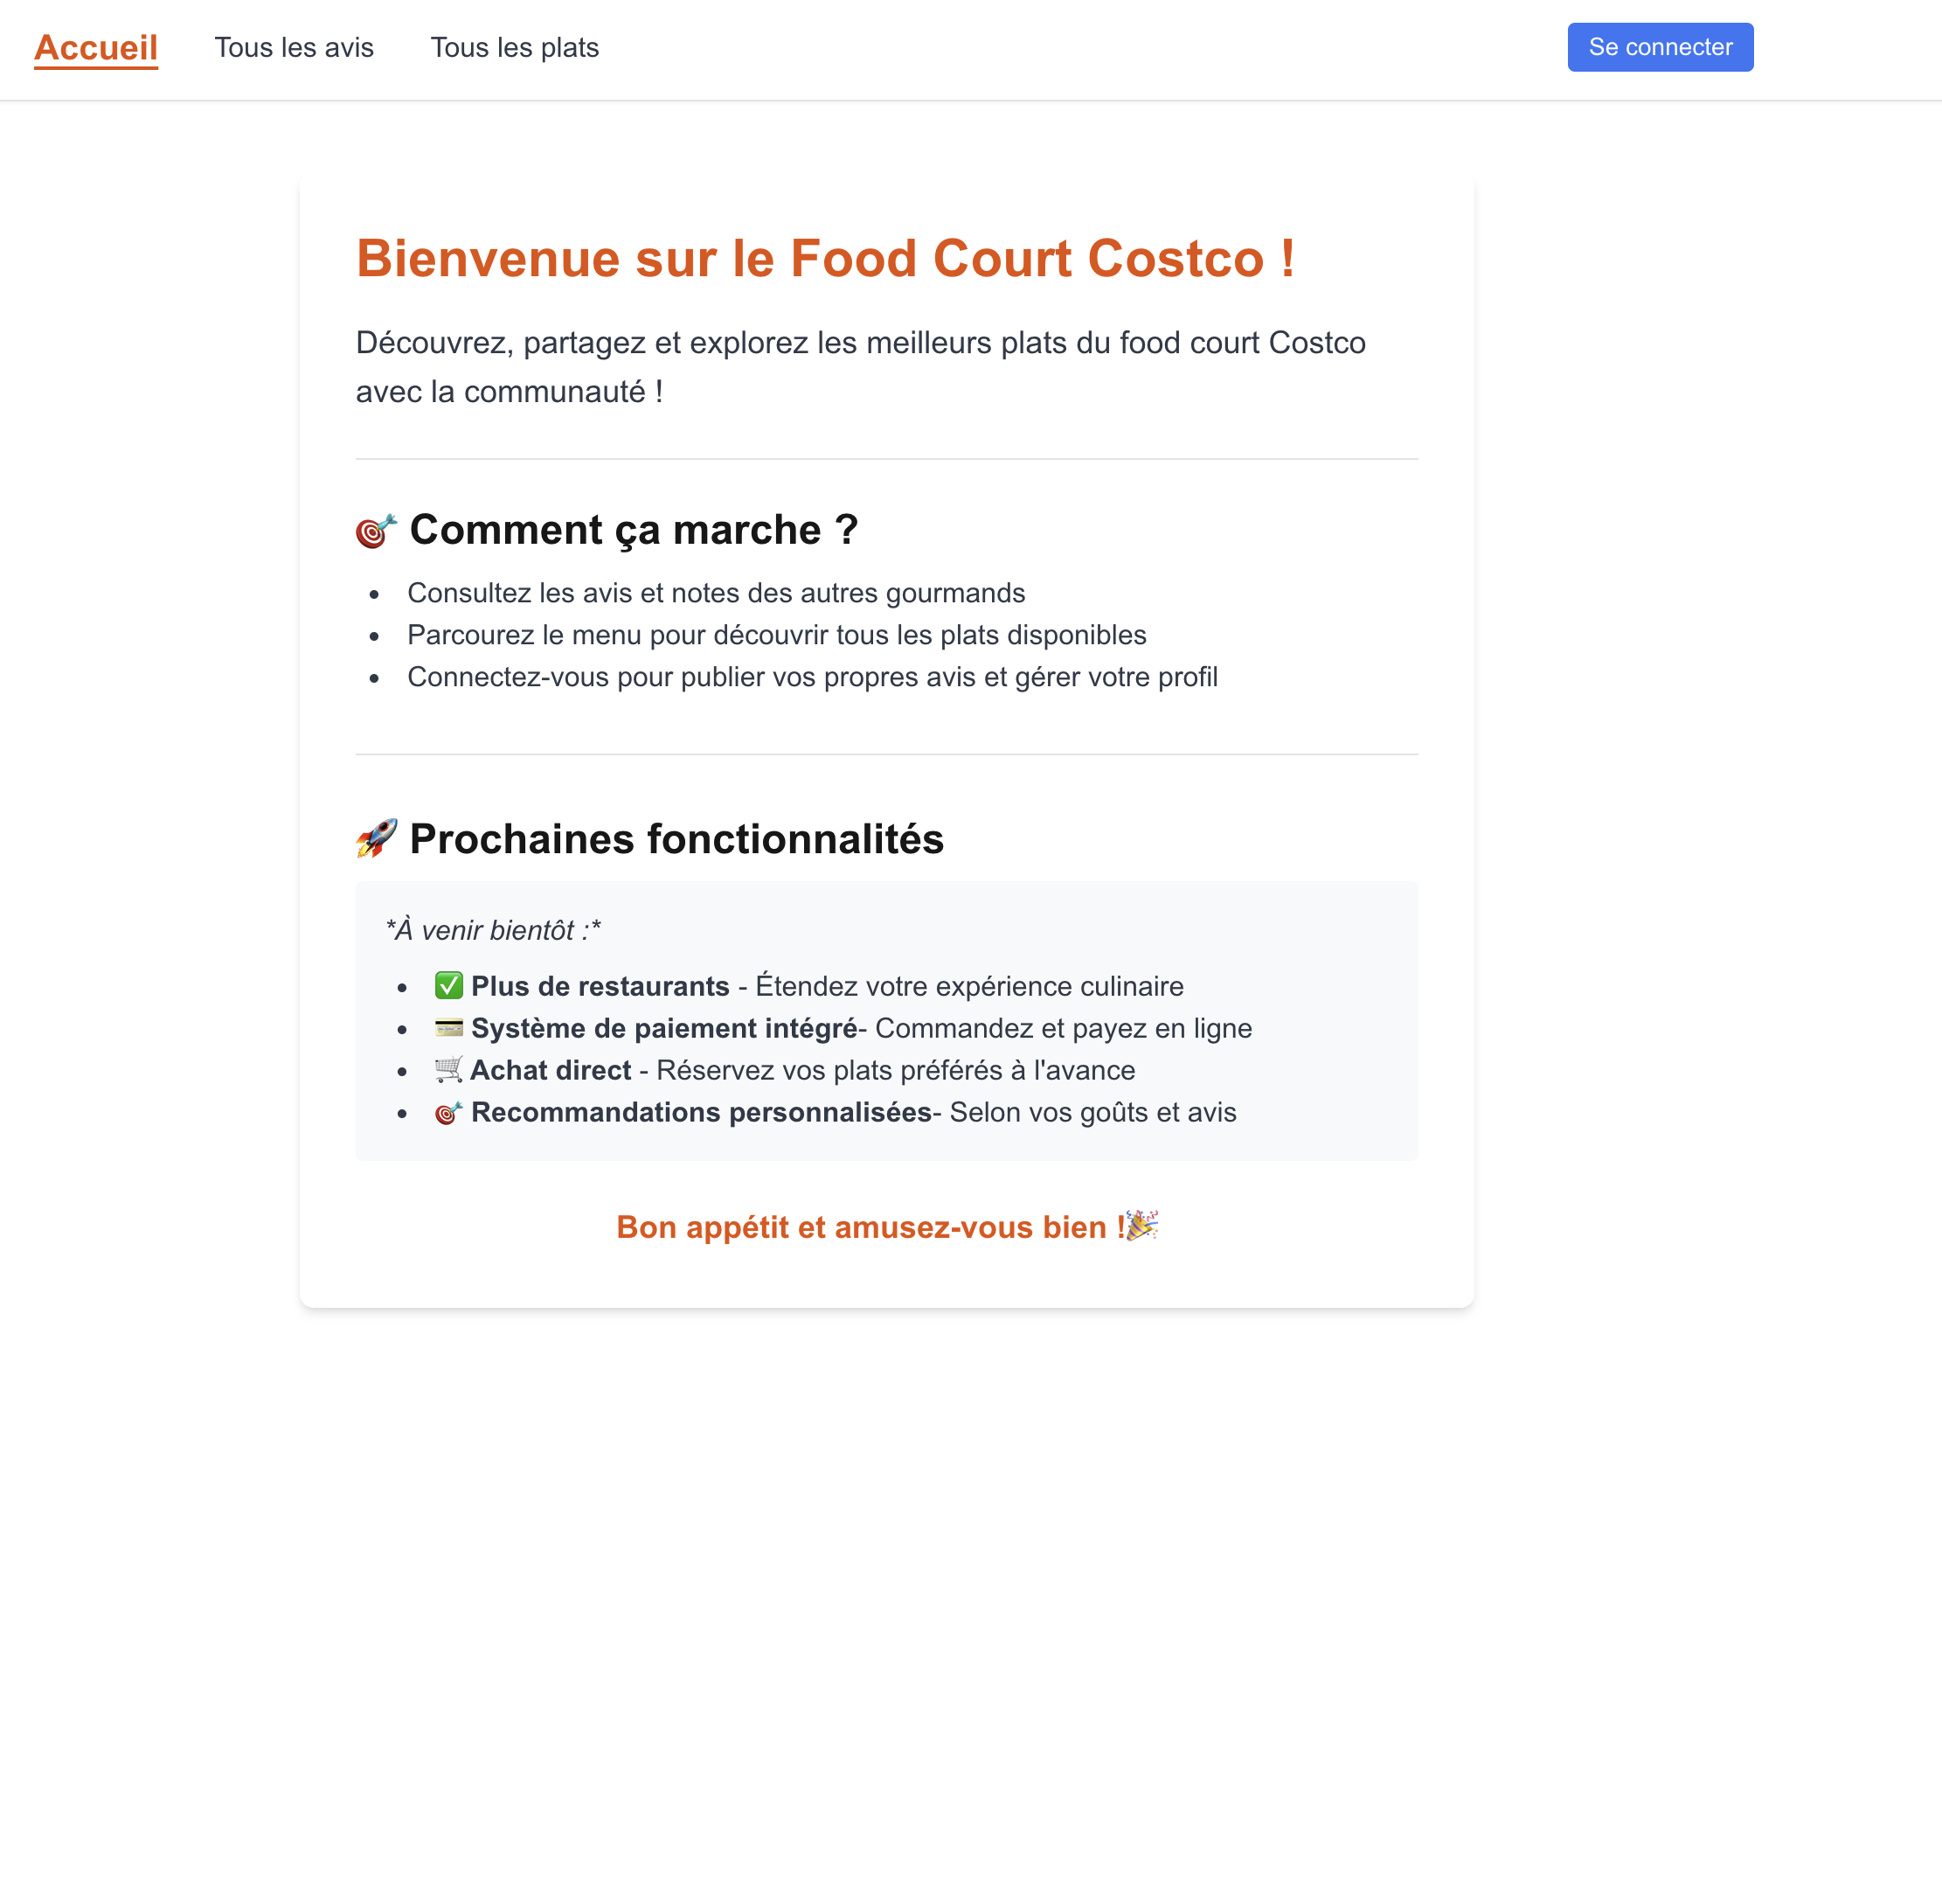 Accueil
Tous les avis
Tous les plats
Se connecter
Bienvenue sur le Food Court Costco !
Découvrez, partagez et explorez les meilleurs plats du food court Costco
avec la communauté !
🎯 Comment ça marche ?
• Consultez les avis et notes des autres gourmands
• Parcourez le menu pour découvrir tous les plats disponibles
• Connectez-vous pour publier vos propres avis et gérer votre profil
🚀 Prochaines fonctionnalités
*À venir bientôt :*
• ✅ Plus de restaurants - Étendez votre expérience culinaire
• 💳 Système de paiement intégré- Commandez et payez en ligne
• 🛒 Achat direct - Réservez vos plats préférés à l'avance
• 🎯 Recommandations personnalisées- Selon vos goûts et avis
Bon appétit et amusez-vous bien !🎉